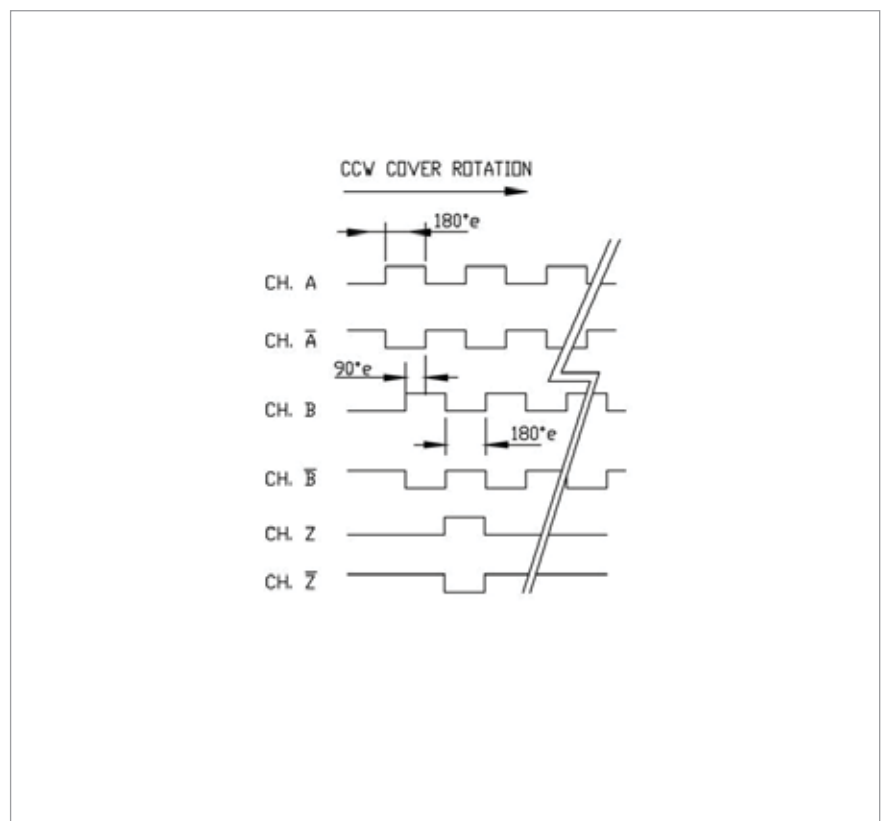 CCW COVER ROTATION
180°e
CH. A
CH. A̅
90°e
CH. B
180°e
CH. B̅
CH. Z
CH. Z̅